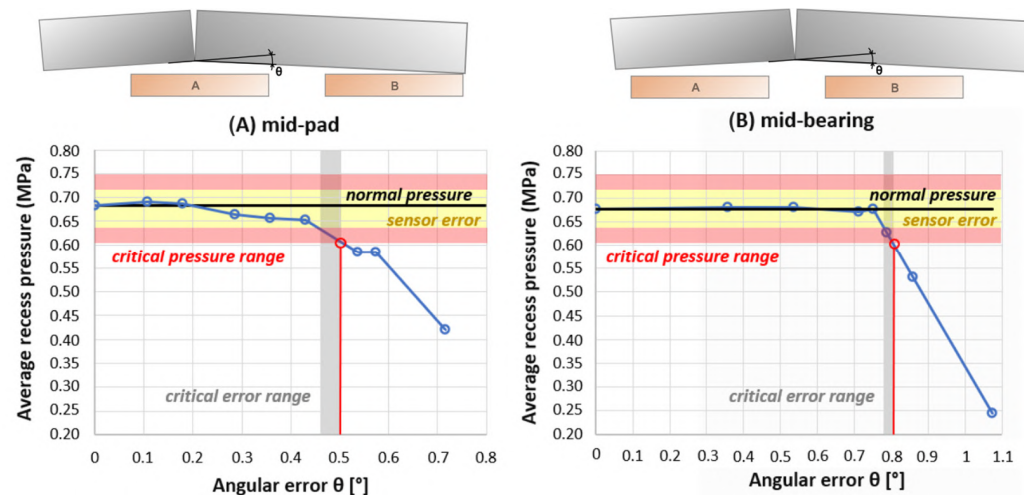 θ
A
B
(A) mid-pad
θ
A
B
(B) mid-bearing
Average recess pressure (MPa)
0.80
0.75
0.70
0.65
0.60
0.55
0.50
0.45
0.40
0.35
0.30
0.25
0.20
normal pressure
sensor error
critical pressure range
critical error range
0 0.1 0.2 0.3 0.4 0.5 0.6 0.7 0.8
Angular error θ [°]
Average recess pressure (MPa)
0.80
0.75
0.70
0.65
0.60
0.55
0.50
0.45
0.40
0.35
0.30
0.25
0.20
normal pressure
sensor error
critical pressure range
critical error range
0 0.1 0.2 0.3 0.4 0.5 0.6 0.7 0.8 0.9 1 1.1
Angular error θ [°]